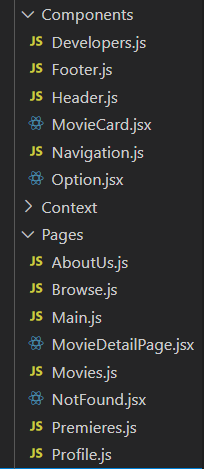 Components
JS Developers.js
JS Footer.js
JS Header.js
MovieCard.jsx
JS Navigation.js
Option.jsx
Context
Pages
JS AboutUs.js
JS Browse.js
JS Main.js
MovieDetailPage.jsx
JS Movies.js
NotFound.jsx
JS Premieres.js
JS Profile.js